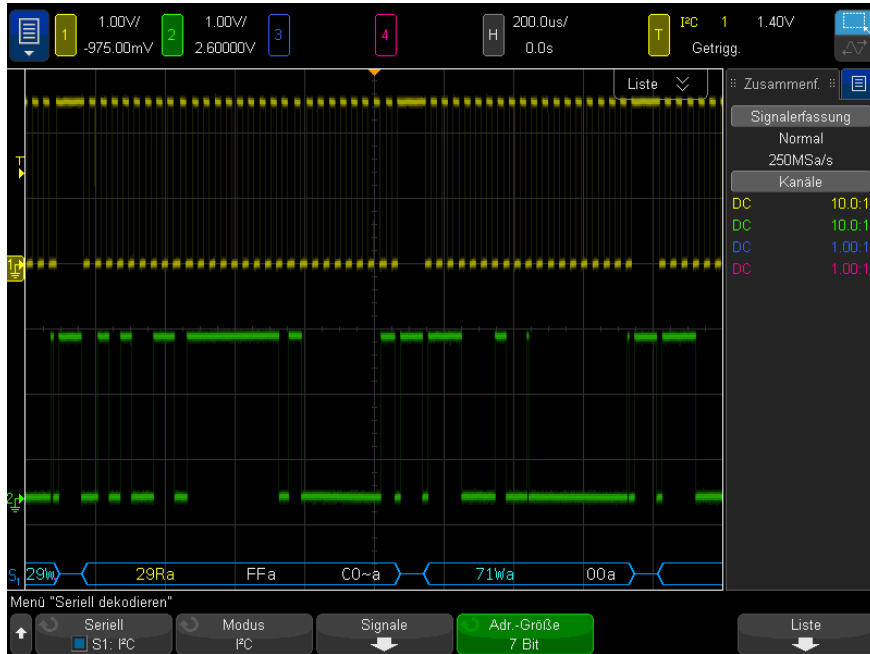 1 1.00V/ 2 1.00V/ 3 4 H 200.0us/ T I²C 1 1.40V
-975.00mV 2.60000V 0.0s Getrigg.
Liste
Zusammenf.
Signalerfassung
Normal
250MSa/s
Kanäle
DC 10.0:1
DC 10.0:1
DC 1.00:1
DC 1.00:1
T
1
2
S1 29W 29Ra FFa C0~a 71Wa 00a
Menü "Seriell dekodieren"
Seriell Modus Signale Adr.-Größe Liste
S1: I²C I²C 7 Bit